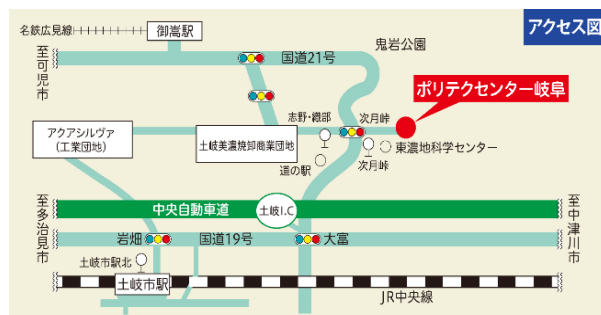 アクセス図
名鉄広見線
御嵩駅
鬼岩公園
至可児市
国道21号
ポリテクセンター岐阜
志野・織部
次月峠
アクアシルヴァ
(工業団地)
土岐美濃焼卸商業団地
道の駅
次月峠
東濃地科学センター
至多治見市
中央自動車道
土岐I.C
至中津川市
岩畑
国道19号
大富
土岐市駅北
土岐市駅
JR中央線